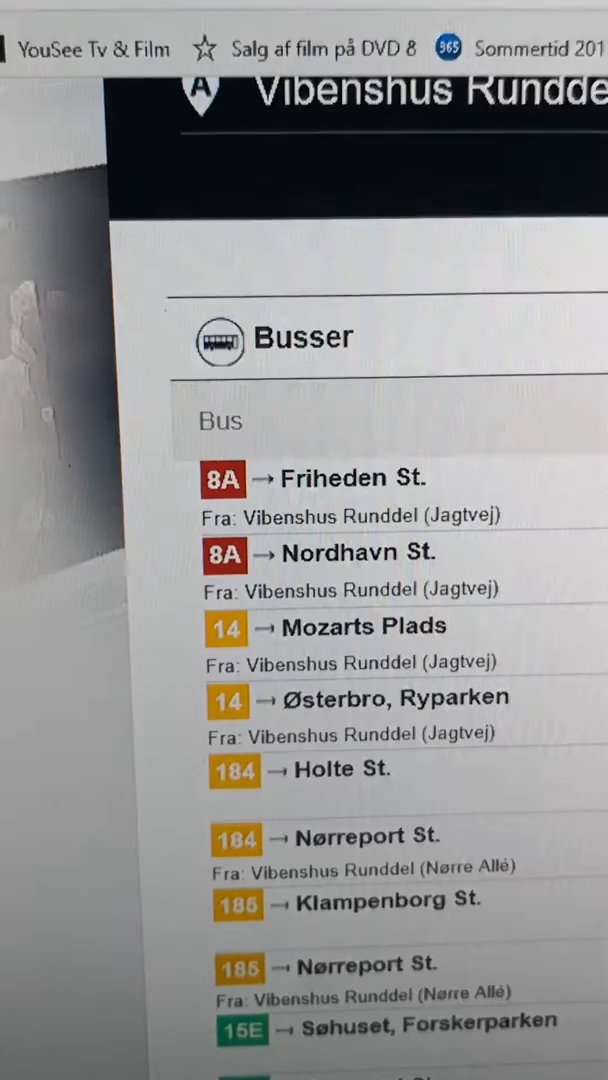 YouSee Tv & Film Salg af film på DVD 8 365 Sommertid 201
A Vibenshus Rundde
Busser
Bus
8A → Friheden St.
Fra: Vibenshus Runddel (Jagtvej)
8A → Nordhavn St.
Fra: Vibenshus Runddel (Jagtvej)
14 → Mozarts Plads
Fra: Vibenshus Runddel (Jagtvej)
14 → Østerbro, Ryparken
Fra: Vibenshus Runddel (Jagtvej)
184 → Holte St.
184 → Nørreport St.
Fra: Vibenshus Runddel (Nørre Allé)
185 → Klampenborg St.
185 → Nørreport St.
Fra: Vibenshus Runddel (Nørre Allé)
15E → Søhuset, Forskerparken